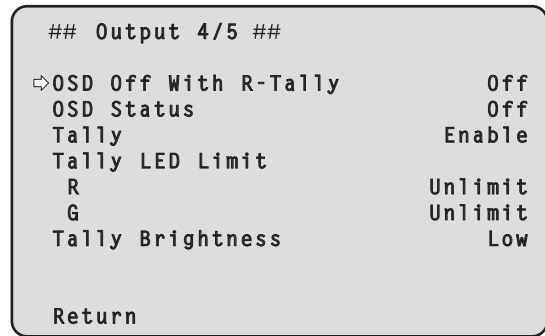 ## Output 4/5 ##
⇨OSD Off With R-Tally Off
OSD Status Off
Tally Enable
Tally LED Limit
R Unlimit
G Unlimit
Tally Brightness Low
Return